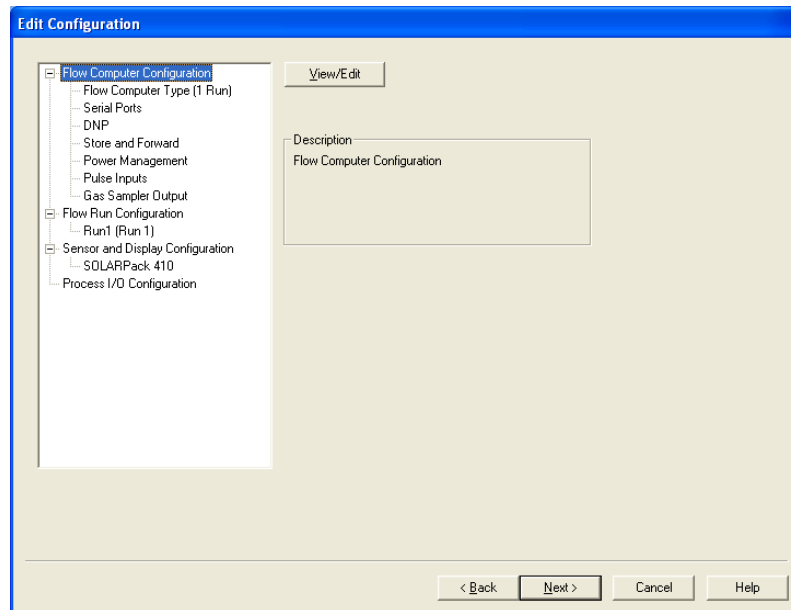 Edit Configuration
Flow Computer Configuration
Flow Computer Type (1 Run)
Serial Ports
DNP
Store and Forward
Power Management
Pulse Inputs
Gas Sampler Output
Flow Run Configuration
Run1 (Run 1)
Sensor and Display Configuration
SOLARPack 410
Process I/O Configuration
View/Edit
Description
Flow Computer Configuration
< Back
Next >
Cancel
Help